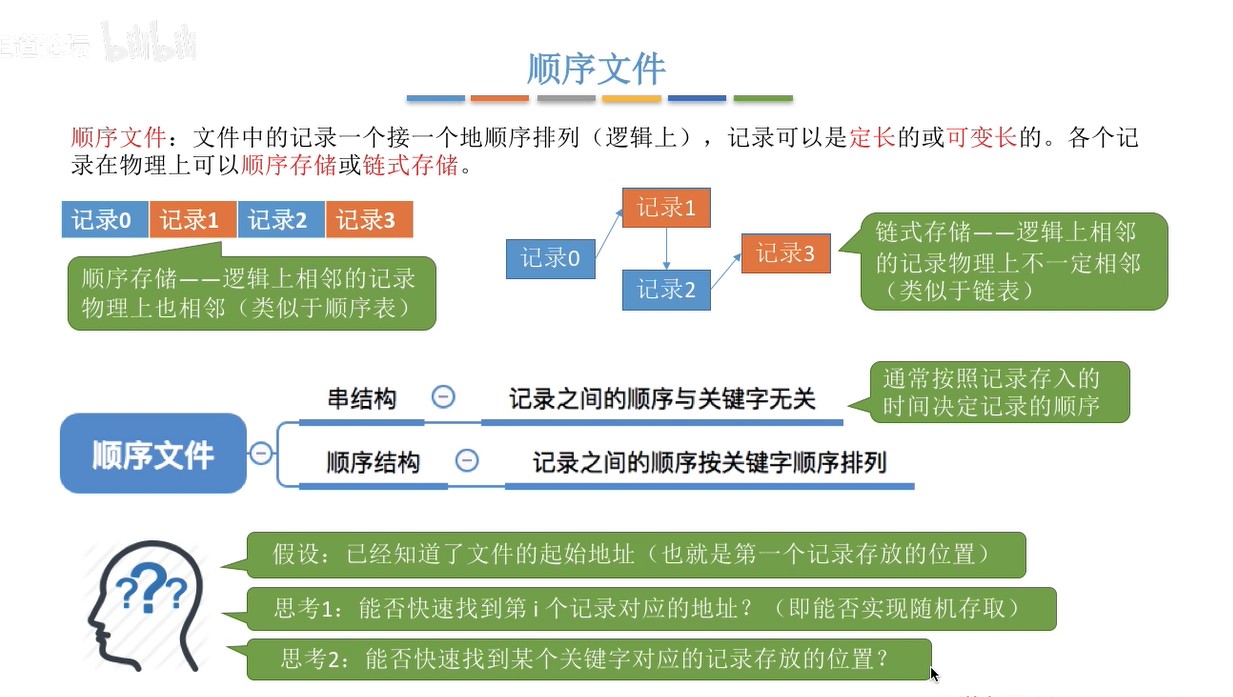 bilibili
顺序文件
顺序文件：文件中的记录一个接一个地顺序排列（逻辑上），记录可以是定长的或可变长的。各个记
录在物理上可以顺序存储或链式存储。
记录0 记录1 记录2 记录3
顺序存储——逻辑上相邻的记录
物理上也相邻（类似于顺序表）
记录0
记录1
记录2
记录3
链式存储——逻辑上相邻
的记录物理上不一定相邻
（类似于链表）
顺序文件
串结构
记录之间的顺序与关键字无关
通常按照记录存入的
时间决定记录的顺序
顺序结构
记录之间的顺序按关键字顺序排列
???
假设：已经知道了文件的起始地址（也就是第一个记录存放的位置）
思考1：能否快速找到第 i 个记录对应的地址？（即能否实现随机存取）
思考2：能否快速找到某个关键字对应的记录存放的位置？